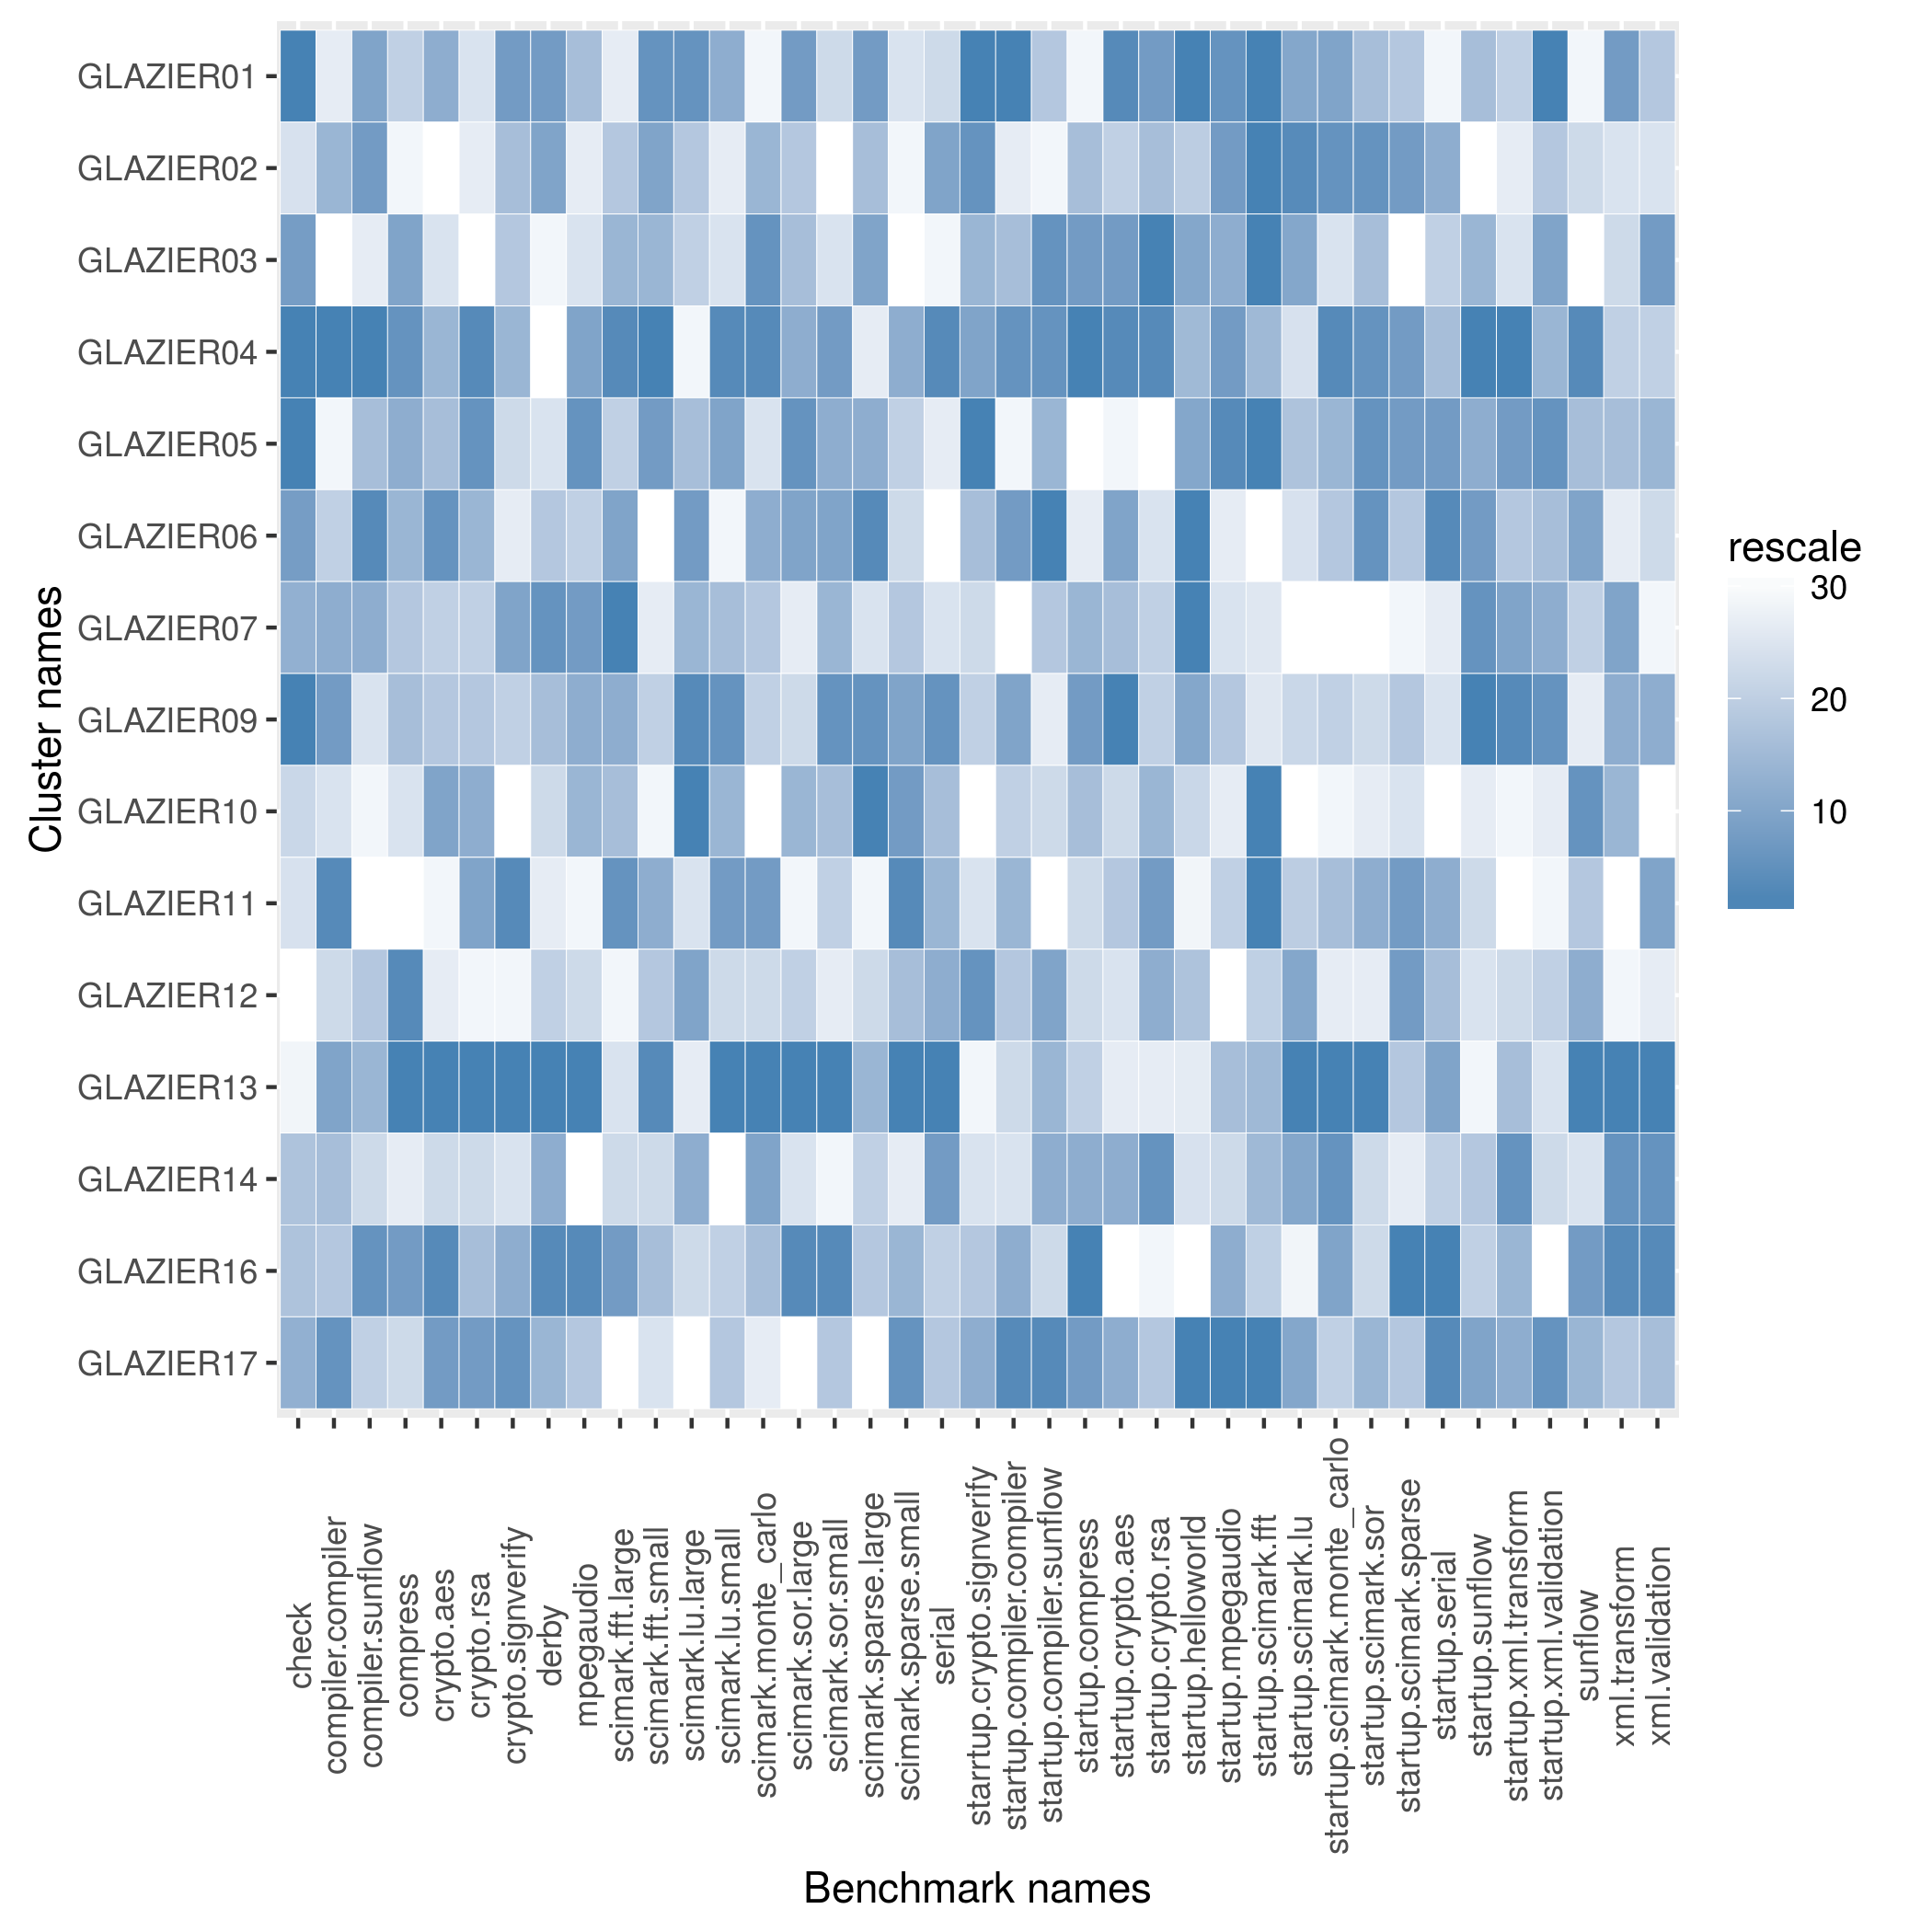 GLAZIER01
GLAZIER02
GLAZIER03
GLAZIER04
GLAZIER05
GLAZIER06
GLAZIER07
GLAZIER09
GLAZIER10
GLAZIER11
GLAZIER12
GLAZIER13
GLAZIER14
GLAZIER16
GLAZIER17
Cluster names
check
compiler.compiler
compiler.sunflow
compress
crypto.aes
crypto.rsa
crypto.signverify
derby
mpegaudio
scimark.fft.large
scimark.fft.small
scimark.lu.large
scimark.lu.small
scimark.monte_carlo
scimark.sor.large
scimark.sor.small
scimark.sparse.large
scimark.sparse.small
serial
starrtup.crypto.signverify
startup.compiler.compiler
startup.compiler.sunflow
startup.compress
startup.crypto.aes
startup.crypto.rsa
startup.helloworld
startup.mpegaudio
startup.scimark.fft
startup.scimark.lu
startup.scimark.monte_carlo
startup.scimark.sor
startup.scimark.sparse
startup.serial
startup.sunflow
startup.xml.transform
startup.xml.validation
sunflow
xml.transform
xml.validation
Benchmark names
rescale
30
20
10